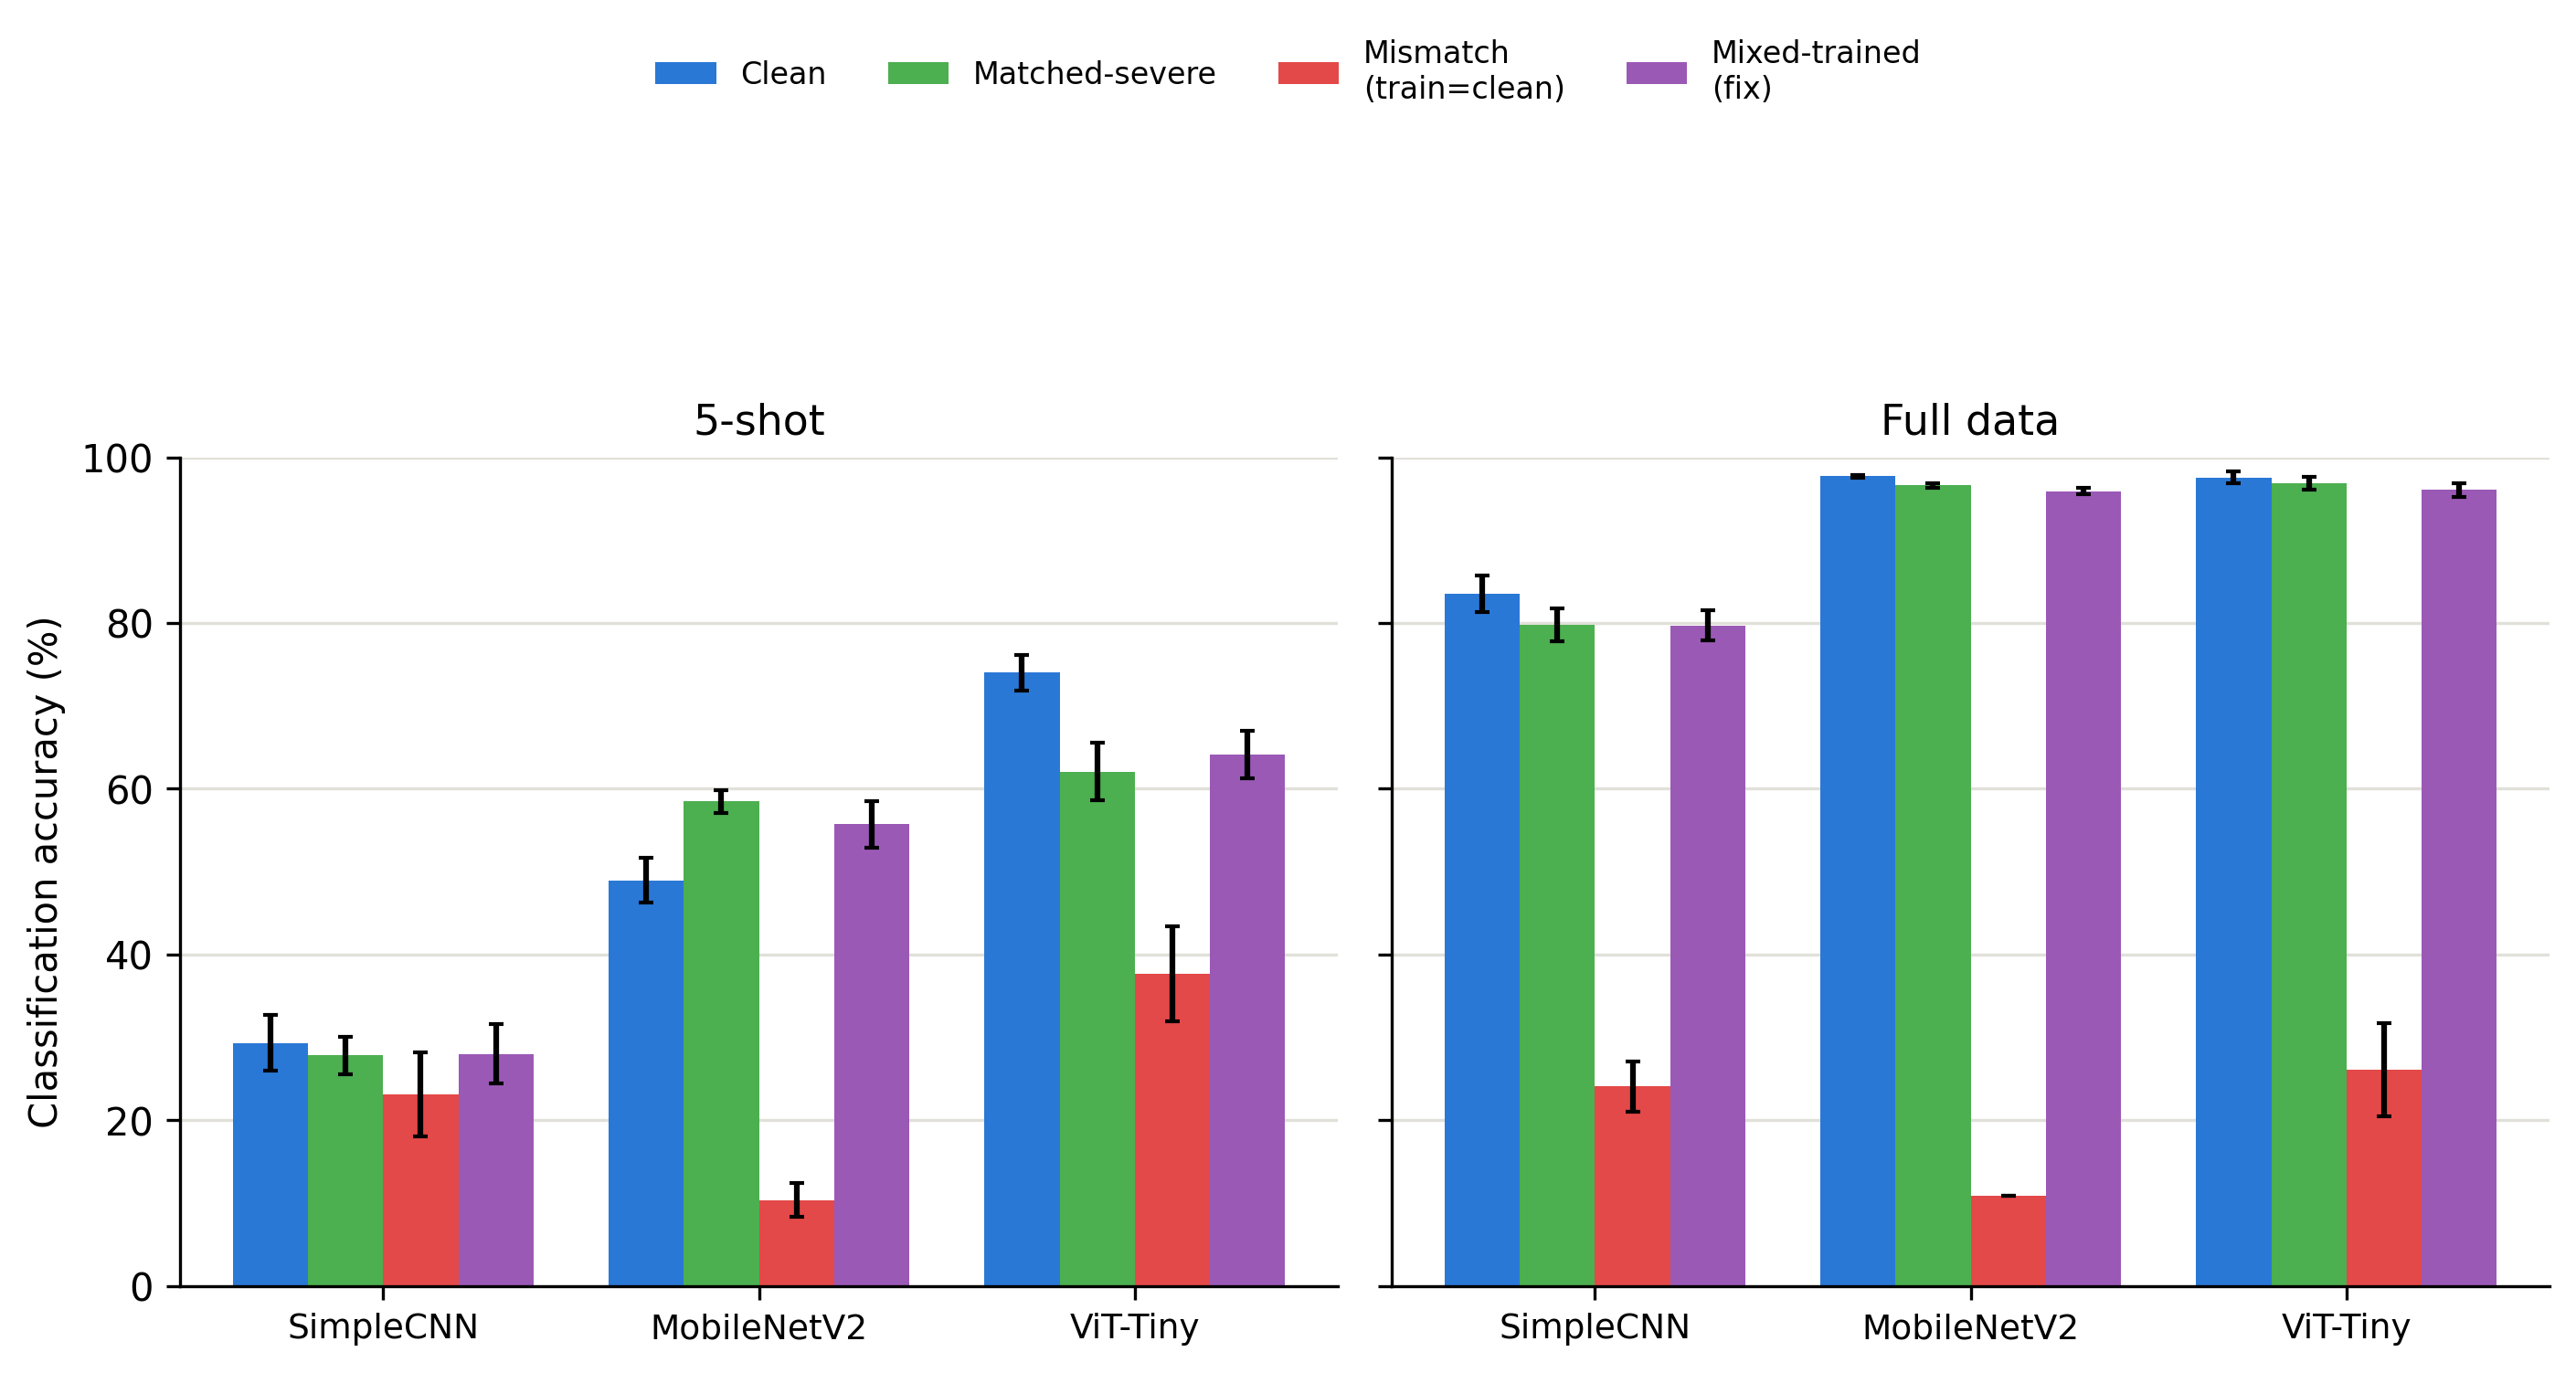 Clean
Matched-severe
Mismatch
(train=clean)
Mixed-trained
(fix)
5-shot
Full data
Classification accuracy (%)
100
80
60
40
20
0
SimpleCNN
MobileNetV2
ViT-Tiny
SimpleCNN
MobileNetV2
ViT-Tiny